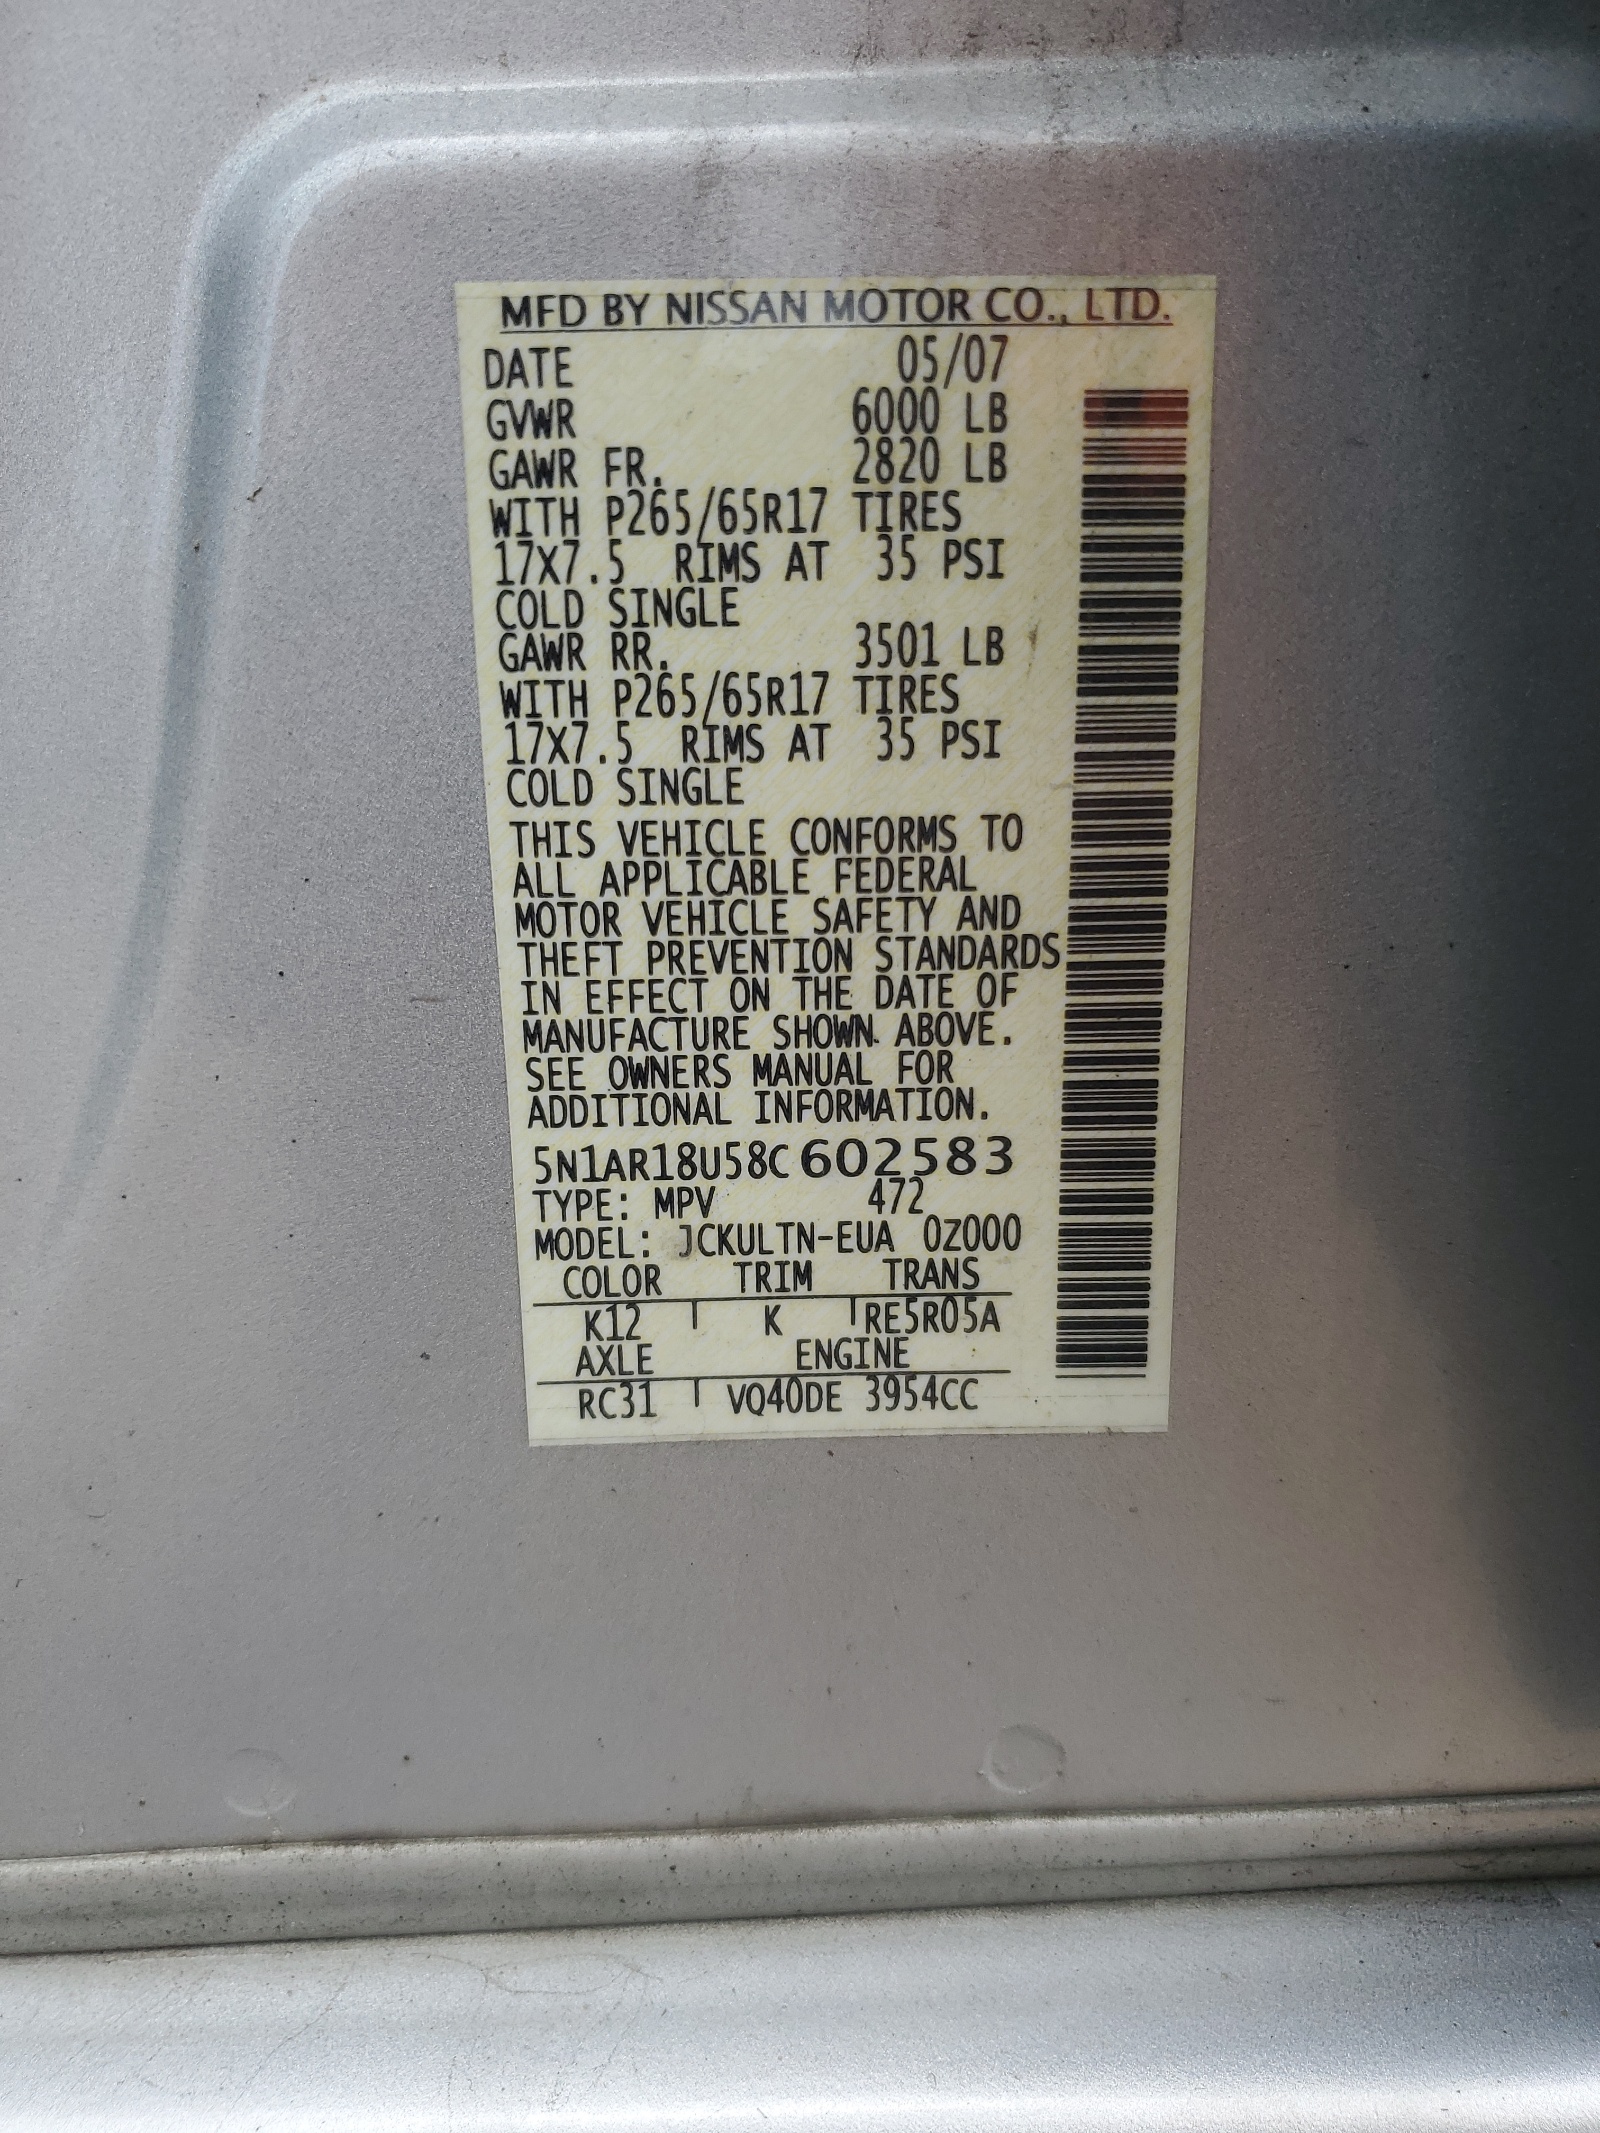 MFD BY NISSAN MOTOR CO., LTD.
DATE 05/07
GVWR 6000 LB
GAWR FR. 2820 LB
WITH P265/65R17 TIRES
17X7.5 RIMS AT 35 PSI
COLD SINGLE
GAWR RR. 3501 LB
WITH P265/65R17 TIRES
17X7.5 RIMS AT 35 PSI
COLD SINGLE
THIS VEHICLE CONFORMS TO
ALL APPLICABLE FEDERAL
MOTOR VEHICLE SAFETY AND
THEFT PREVENTION STANDARDS
IN EFFECT ON THE DATE OF
MANUFACTURE SHOWN ABOVE.
SEE OWNERS MANUAL FOR
ADDITIONAL INFORMATION.
5N1AR18U58C602583
TYPE: MPV 472
MODEL: JCKULTN-EUA 0Z000
COLOR TRIM TRANS
K12 K RE5R05A
AXLE ENGINE
RC31 VQ40DE 3954CC